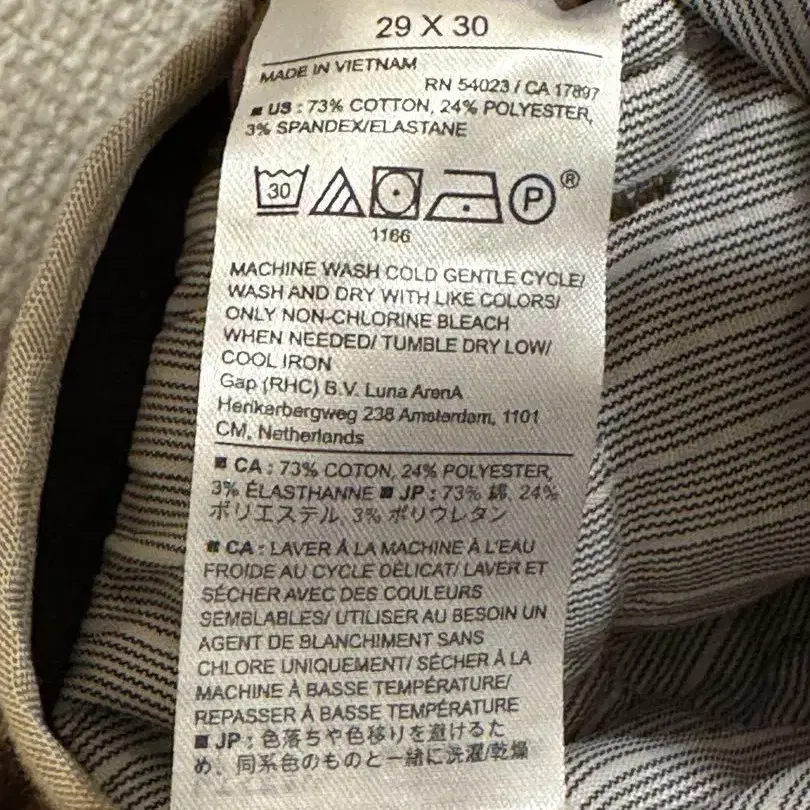 29 X 30
MADE IN VIETNAM
RN 54023 / CA 17897
■ US : 73% COTTON, 24% POLYESTER,
3% SPANDEX/ELASTANE
30 P ®
1166
MACHINE WASH COLD GENTLE CYCLE/
WASH AND DRY WITH LIKE COLORS/
ONLY NON-CHLORINE BLEACH
WHEN NEEDED/ TUMBLE DRY LOW/
COOL IRON
Gap (RHC) B.V. Luna ArenA
Herikerbergweg 238 Amsterdam, 1101
CM, Netherlands
■ CA : 73% COTON, 24% POLYESTER,
3% ÉLASTHANNE ■ JP : 73% 綿, 24%
ポリエステル, 3% ポリウレタン
■ CA : LAVER À LA MACHINE À L'EAU
FROIDE AU CYCLE DÉLICAT/ LAVER ET
SÉCHER AVEC DES COULEURS
SEMBLABLES/ UTILISER AU BESOIN UN
AGENT DE BLANCHIMENT SANS
CHLORE UNIQUEMENT/ SÉCHER À LA
MACHINE À BASSE TEMPÉRATURE/
REPASSER À BASSE TEMPÉRATURE
■ JP : 色落ちや色移りを避けるた
め、同系色のものと一緒に洗濯/乾燥